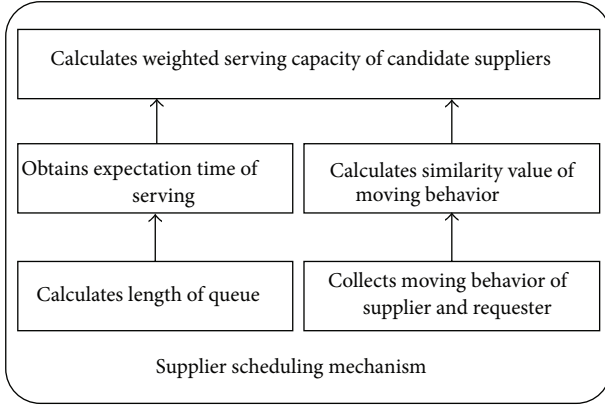 Calculates weighted serving capacity of candidate suppliers
Obtains expectation time of
serving
Calculates similarity value of
moving behavior
Calculates length of queue
Collects moving behavior of
supplier and requester
Supplier scheduling mechanism